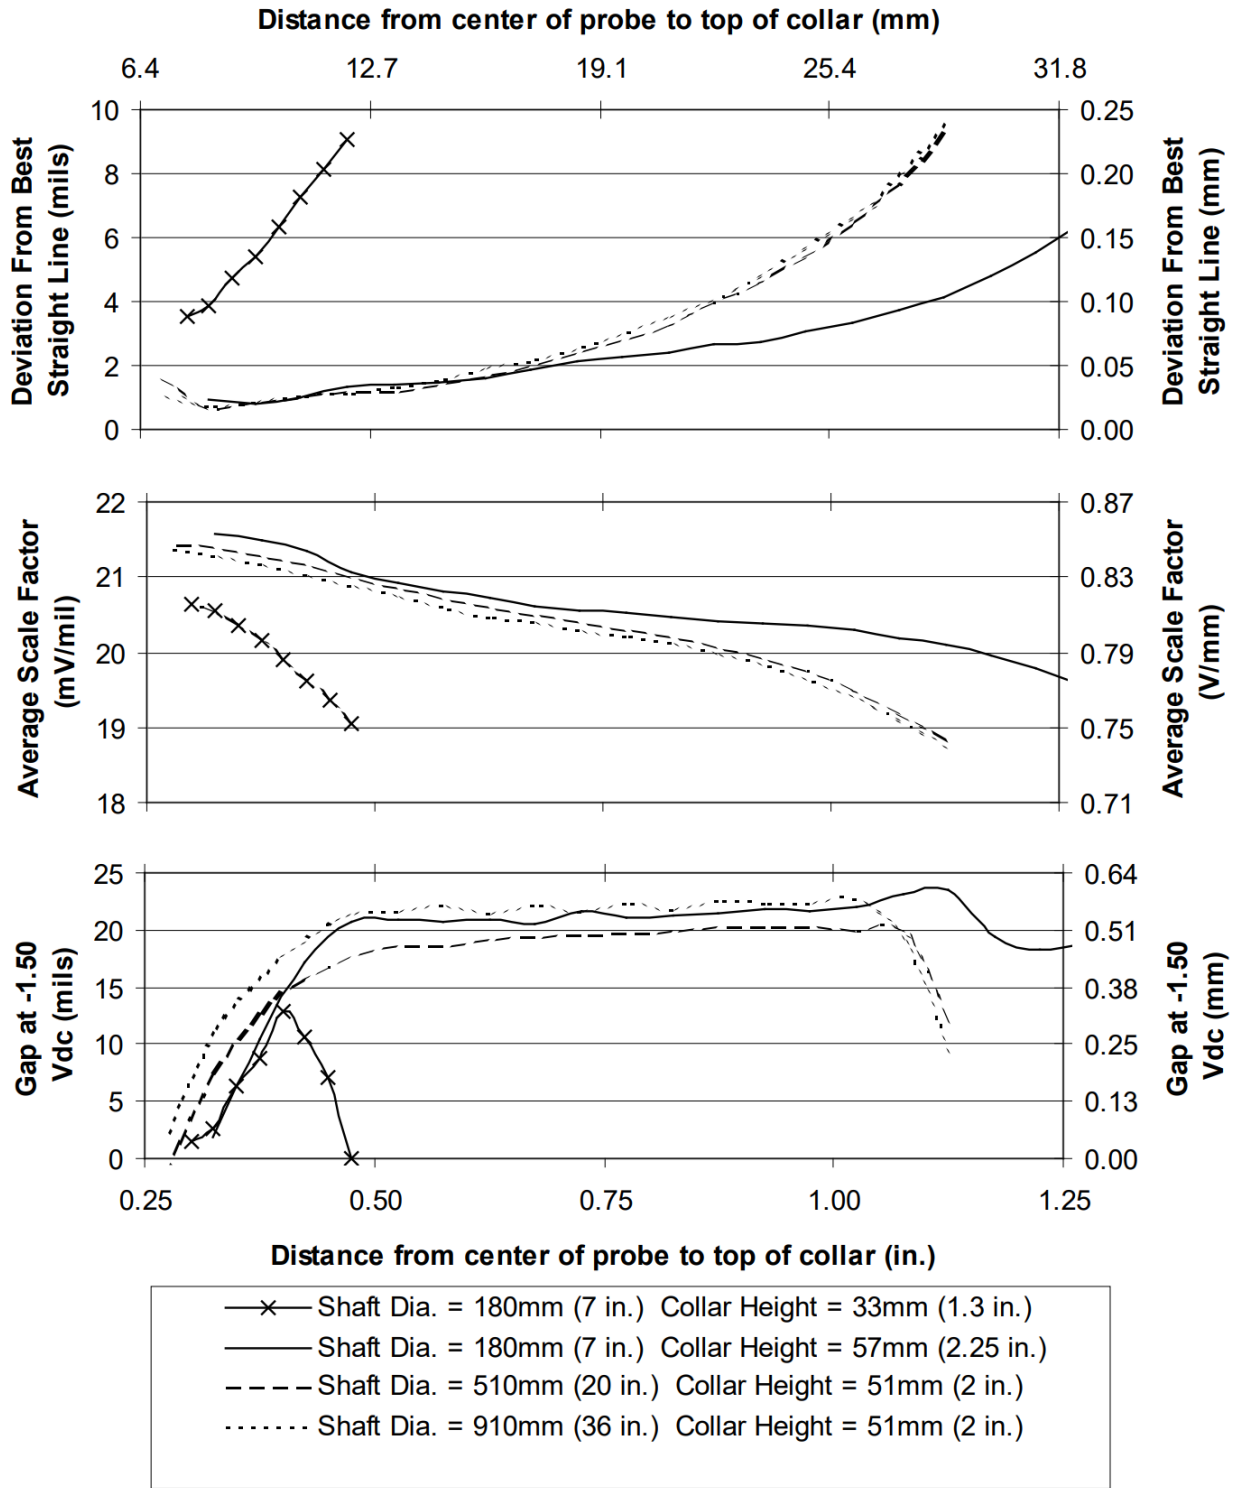 Distance from center of probe to top of collar (mm)
6.4 12.7 19.1 25.4 31.8
Deviation From Best
Straight Line (mils)
10
8
6
4
2
0
0.25
0.20
0.15
0.10
0.05
0.00
Deviation From Best
Straight Line (mm)
Average Scale Factor
(mV/mil)
22
21
20
19
18
0.87
0.83
0.79
0.75
0.71
Average Scale Factor
(V/mm)
Gap at -1.50
Vdc (mils)
25
20
15
10
5
0
0.64
0.51
0.38
0.25
0.13
0.00
Gap at -1.50
Vdc (mm)
0.25 0.50 0.75 1.00 1.25
Distance from center of probe to top of collar (in.)
Shaft Dia. = 180mm (7 in.) Collar Height = 33mm (1.3 in.)
Shaft Dia. = 180mm (7 in.) Collar Height = 57mm (2.25 in.)
Shaft Dia. = 510mm (20 in.) Collar Height = 51mm (2 in.)
Shaft Dia. = 910mm (36 in.) Collar Height = 51mm (2 in.)